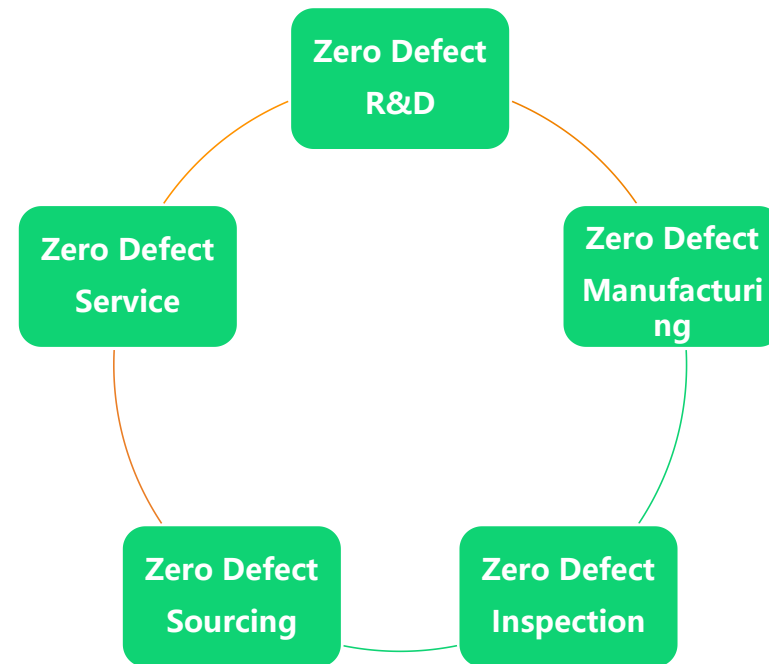 Zero Defect
R&D
Zero Defect
Service
Zero Defect
Manufacturi
ng
Zero Defect
Sourcing
Zero Defect
Inspection